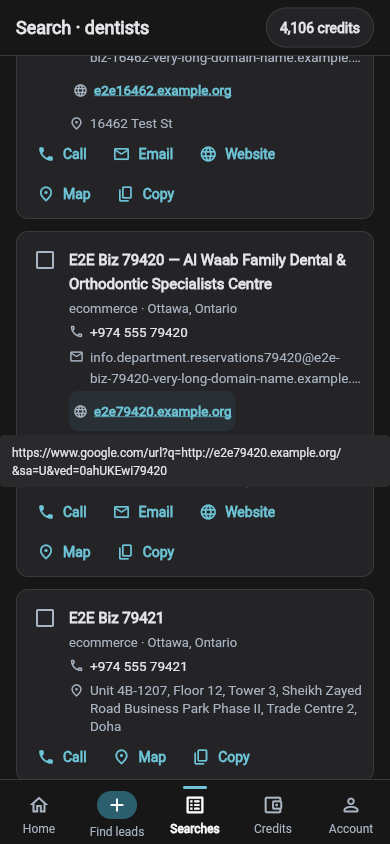 Search · dentists
4,106 credits
biz-16462-very-long-domain-name.example....
e2e16462.example.org
16462 Test St
Call Email Website
Map Copy
E2E Biz 79420 — Al Waab Family Dental &
Orthodontic Specialists Centre
ecommerce · Ottawa, Ontario
+974 555 79420
info.department.reservations79420@e2e-
biz-79420-very-long-domain-name.example....
e2e79420.example.org
https://www.google.com/url?q=http://e2e79420.example.org/
&sa=U&ved=0ahUKEwi79420
Call Email Website
Map Copy
E2E Biz 79421
ecommerce · Ottawa, Ontario
+974 555 79421
Unit 4B-1207, Floor 12, Tower 3, Sheikh Zayed
Road Business Park Phase II, Trade Centre 2,
Doha
Call Map Copy
Home Find leads Searches Credits Account